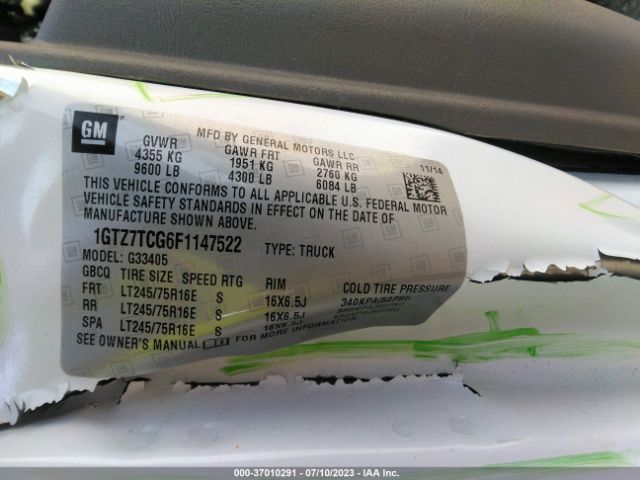 GM
MFD BY GENERAL MOTORS LLC
GVWR GAWR FRT GAWR RR
4355 KG 1951 KG 2760 KG 11/14
9600 LB 4300 LB 6084 LB
THIS VEHICLE CONFORMS TO ALL APPLICABLE U.S. FEDERAL MOTOR
VEHICLE SAFETY STANDARDS IN EFFECT ON THE DATE OF
MANUFACTURE SHOWN ABOVE.
1GTZ7TCG6F1147522 TYPE: TRUCK
MODEL: G33405
GBCQ TIRE SIZE SPEED RTG RIM COLD TIRE PRESSURE
FRT LT245/75R16E S 16X6.5J 340KPA(50PSI)
RR LT245/75R16E S 16X6.5J
SPA LT245/75R16E S 16X6.5J
SEE OWNER'S MANUAL FOR MORE INFORMATION
000-37010291 - 07/10/2023 - IAA Inc.